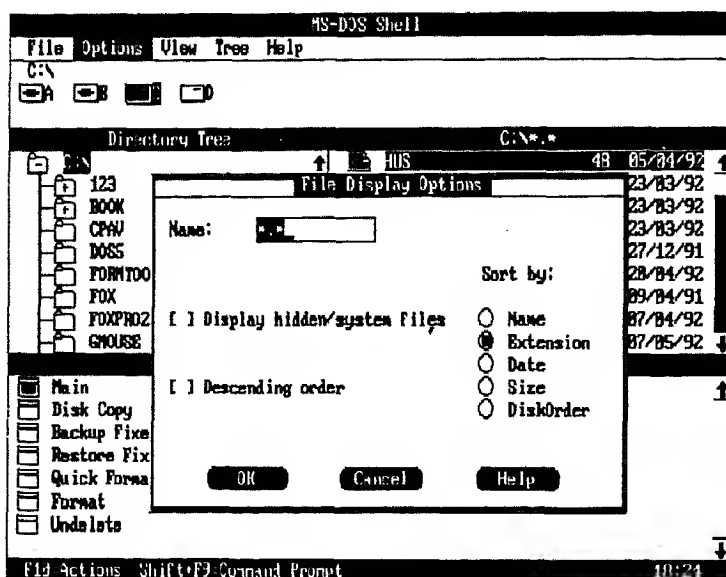 MS-DOS Shell
File Options View Tree Help
C:\
A B D
Directory Tree C:\*.*
C:\ HUS 48 05/04/92
123 23/03/92
BOOK 23/03/92
CPAV 23/03/92
DOS5 27/12/91
FORMTOO 28/04/92
FOX 09/04/91
FOXPRO2 07/04/92
GMOUSE 07/05/92
File Display Options
Name: *.*
Sort by:
[ ] Display hidden/system files
Name
Extension
Date
Size
DiskOrder
[ ] Descending order
OK Cancel Help
Main
Disk Copy
Backup Fixe
Restore Fix
Quick Forma
Format
Undelete
F10=Actions Shift+F9=Command Prompt 10:24